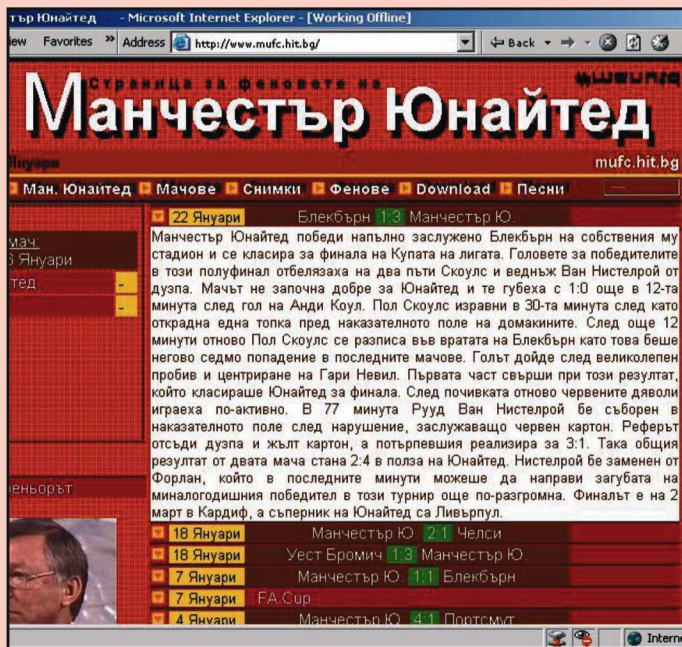 тър Юнайтед - Microsoft Internet Explorer - [Working Offline]
iew Favorites » Address http://www.mufc.hit.bg/ Back
Страница за феновете на
Манчестър Юнайтед
Януари mufc.hit.bg
Ман. Юнайтед Мачове Снимки Фенове Download Песни
22 Януари Блекбърн 1:3 Манчестър Ю.
мач:
Януари
тед -
-
Манчестър Юнайтед победи напълно заслужено Блекбърн на собствения му
стадион и се класира за финала на Купата на лигата. Головете за победителите
в този полуфинал отбелязаха на два пъти Скоулс и веднъж Ван Нистелрой от
дузпа. Мачът не започна добре за Юнайтед и те губеха с 1:0 още в 12-та
минута след гол на Анди Коул. Пол Скоулс изравни в 30-та минута след като
открадна една топка пред наказателното поле на домакините. След още 12
минути отново Пол Скоулс се разписа във вратата на Блекбърн като това беше
негово седмо попадение в последните мачове. Голът дойде след великолепен
пробив и центриране на Гари Невил. Първата част свърши при този резултат,
който класираше Юнайтед за финала. След почивката отново червените дяволи
играеха по-активно. В 77 минута Рууд Ван Нистелрой бе съборен в
наказателното поле след нарушение, заслужаващо червен картон. Реферът
отсъди дузпа и жълт картон, а потърпевшия реализира за 3:1. Така общия
резултат от двата мача стана 2:4 в полза на Юнайтед. Нистелрой бе заменен от
Форлан, който в последните минути можеше да направи загубата на
миналогодишния победител в този турнир още по-разгромна. Финалът е на 2
март в Кардиф, а съперник на Юнайтед са Ливърпул.
еньорът:
18 Януари Манчестър Ю. 2:1 Челси
18 Януари Уест Бромич 1:3 Манчестър Ю.
7 Януари Манчестър Ю. 1:1 Блекбърн
7 Януари FA Cup
4 Януари Манчестър Ю. 4:1 Портсмут
Interne